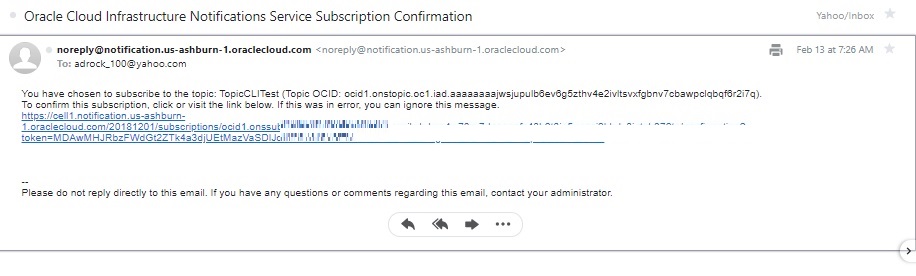 Oracle Cloud Infrastructure Notifications Service Subscription Confirmation
Yahoo/Inbox
noreply@notification.us-ashburn-1.oraclecloud.com <noreply@notification.us-ashburn-1.oraclecloud.com>
Feb 13 at 7:26 AM
To: adrock_100@yahoo.com
You have chosen to subscribe to the topic: TopicCLITest (Topic OCID: ocid1.onstopic.oc1.iad.aaaaaaaajwsjupulb6ev6g5zthv4e2ivltsvxfgbnv7cbawpclqbqf6r2i7q).
To confirm this subscription, click or visit the link below. If this was in error, you can ignore this message.
https://cell1.notification.us-ashburn-
1.oraclecloud.com/20181201/subscriptions/ocid1.onssub
token=
--
Please do not reply directly to this email. If you have any questions or comments regarding this email, contact your administrator.